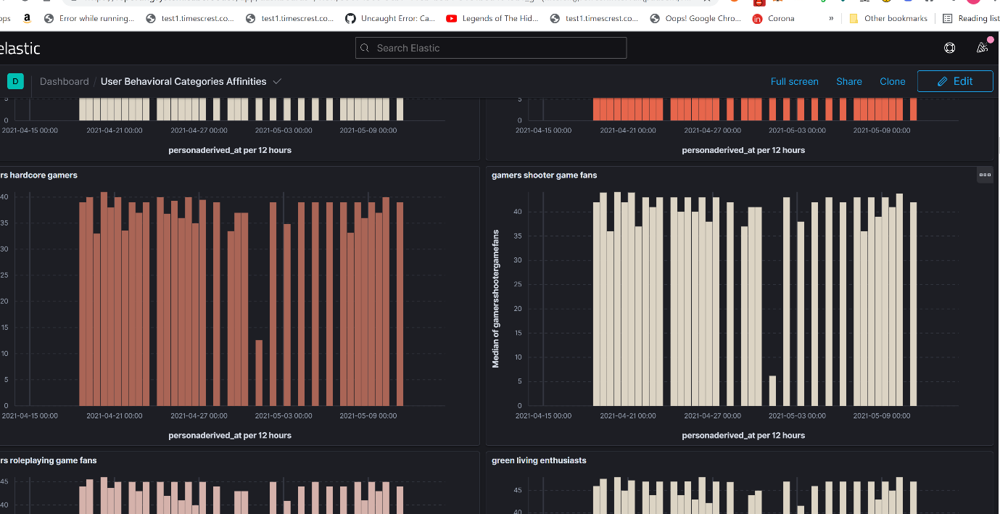 ops
Error while running...
test1.timescrest.co...
test1.timescrest.co...
Uncaught Error: Ca...
Legends of The Hid...
test1.timescrest.co...
Oops! Google Chro...
Corona
»
Other bookmarks
Reading list
elastic
Search Elastic
D
Dashboard / User Behavioral Categories Affinities
Full screen
Share
Clone
Edit
5
0
2021-04-15 00:00 2021-04-21 00:00 2021-04-27 00:00 2021-05-03 00:00 2021-05-09 00:00
personaderived_at per 12 hours
5
0
2021-04-15 00:00 2021-04-21 00:00 2021-04-27 00:00 2021-05-03 00:00 2021-05-09 00:00
personaderived_at per 12 hours
rs hardcore gamers
40
35
30
25
20
15
10
5
0
2021-04-15 00:00 2021-04-21 00:00 2021-04-27 00:00 2021-05-03 00:00 2021-05-09 00:00
personaderived_at per 12 hours
gamers shooter game fans
Median of gamersshootergamefans
40
35
30
25
20
15
10
5
0
2021-04-15 00:00 2021-04-21 00:00 2021-04-27 00:00 2021-05-03 00:00 2021-05-09 00:00
personaderived_at per 12 hours
rs roleplaying game fans
45
40
green living enthusiasts
45
40